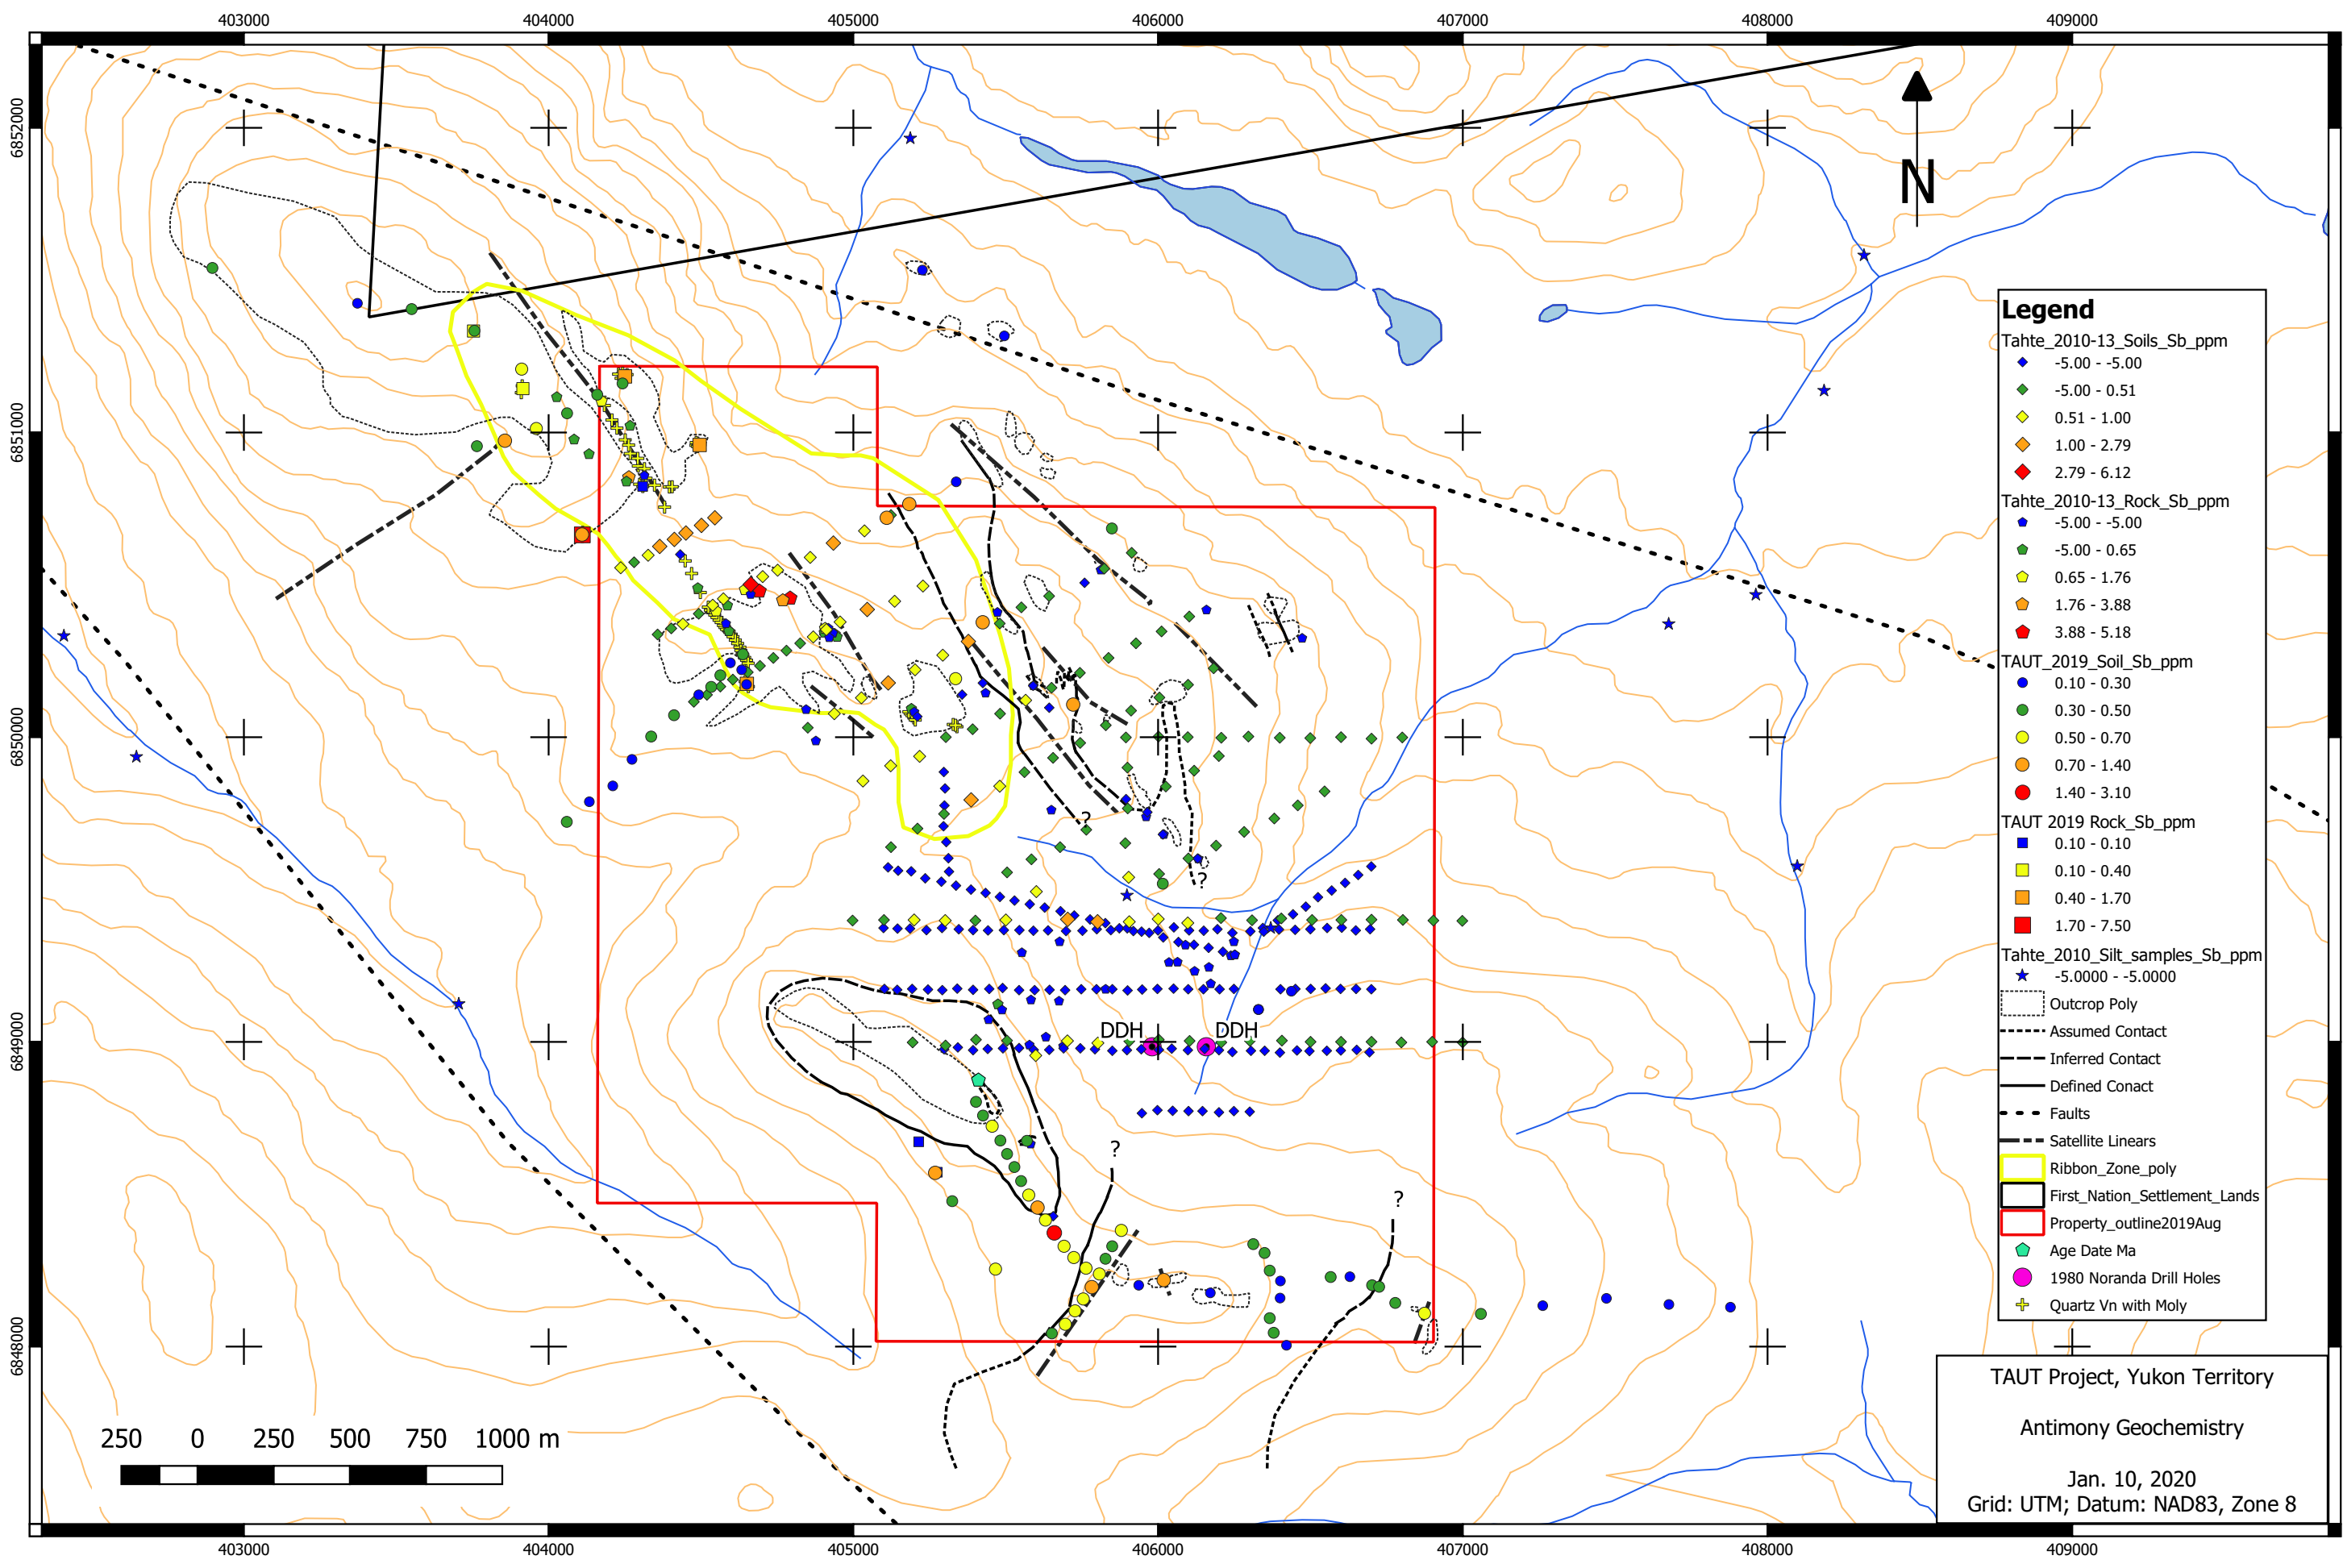 403000 404000 405000 406000 407000 408000 409000
6852000
6851000
6850000
6849000
6848000
N
?
?
DDH DDH
?
?
250 0 250 500 750 1000 m
Legend
Tahte_2010-13_Soils_Sb_ppm
-5.00 - -5.00
-5.00 - 0.51
0.51 - 1.00
1.00 - 2.79
2.79 - 6.12
Tahte_2010-13_Rock_Sb_ppm
-5.00 - -5.00
-5.00 - 0.65
0.65 - 1.76
1.76 - 3.88
3.88 - 5.18
TAUT_2019_Soil_Sb_ppm
0.10 - 0.30
0.30 - 0.50
0.50 - 0.70
0.70 - 1.40
1.40 - 3.10
TAUT 2019 Rock_Sb_ppm
0.10 - 0.10
0.10 - 0.40
0.40 - 1.70
1.70 - 7.50
Tahte_2010_Silt_samples_Sb_ppm
-5.0000 - -5.0000
Outcrop Poly
Assumed Contact
Inferred Contact
Defined Conact
Faults
Satellite Linears
Ribbon_Zone_poly
First_Nation_Settlement_Lands
Property_outline2019Aug
Age Date Ma
1980 Noranda Drill Holes
Quartz Vn with Moly
TAUT Project, Yukon Territory
Antimony Geochemistry
Jan. 10, 2020
Grid: UTM; Datum: NAD83, Zone 8
403000 404000 405000 406000 407000 408000 409000